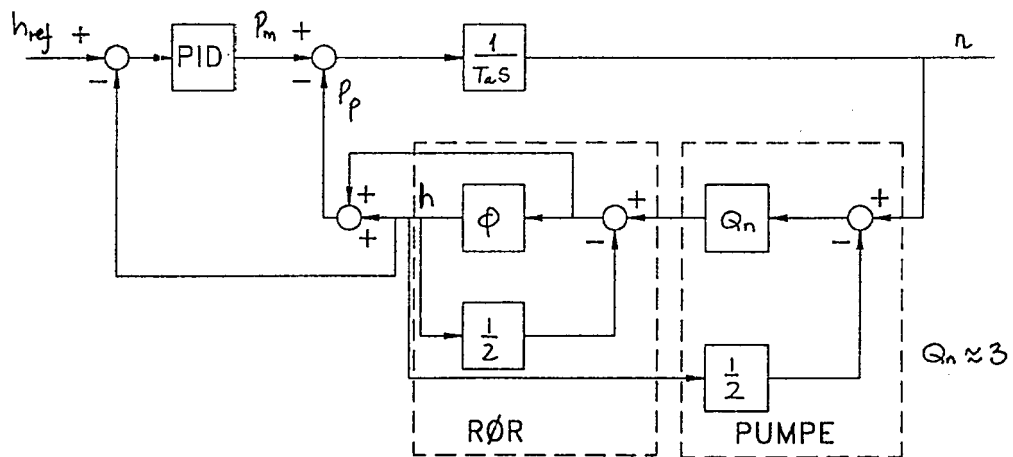 h_ref
+
−
PID
P_m
+
−
P_p
1
T_a s
n
+
+
h
φ
+
−
1/2
RØR
Q_n
+
−
1/2
PUMPE
Q_n ≈ 3